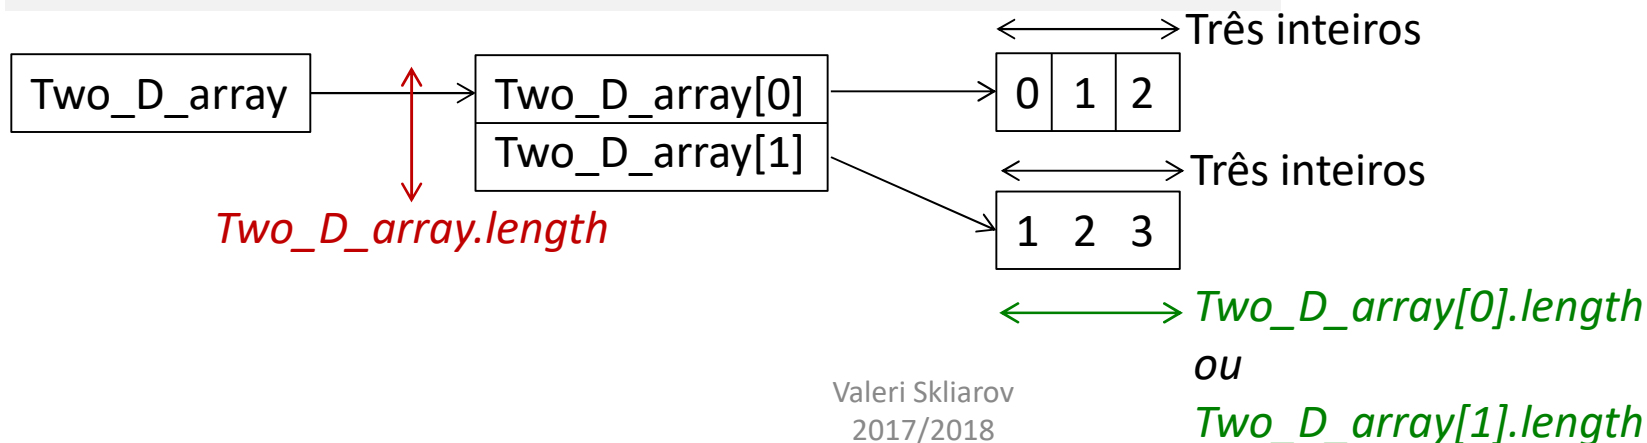 Três inteiros
Two_D_array
Two_D_array[0]
0 1 2
Two_D_array[1]
Três inteiros
Two_D_array.length
1 2 3
Two_D_array[0].length
ou
Two_D_array[1].length
Valeri Skliarov
2017/2018